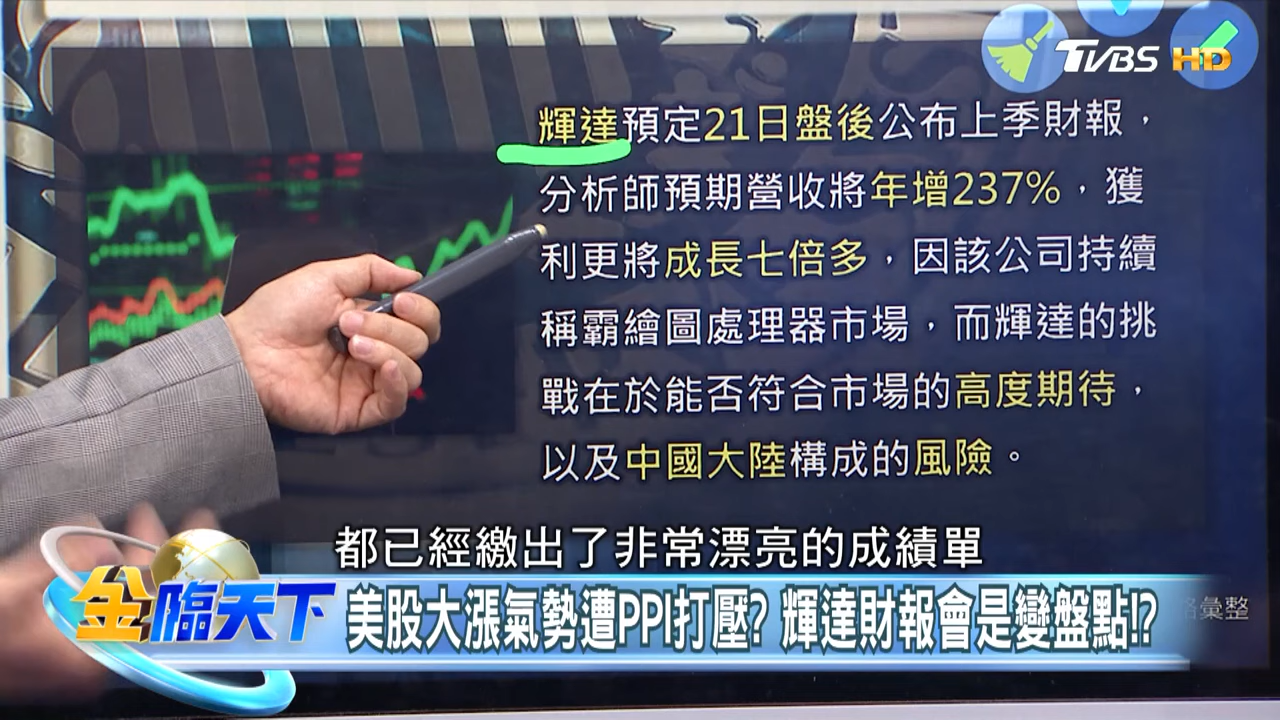 TVBS HD
輝達預定21日盤後公布上季財報，
分析師預期營收將年增237%，獲
利更將成長七倍多，因該公司持續
稱霸繪圖處理器市場，而輝達的挑
戰在於能否符合市場的高度期待，
以及中國大陸構成的風險。
都已經繳出了非常漂亮的成績單
金臨天下
美股大漲氣勢遭PPI打壓? 輝達財報會是變盤點!?
彙整